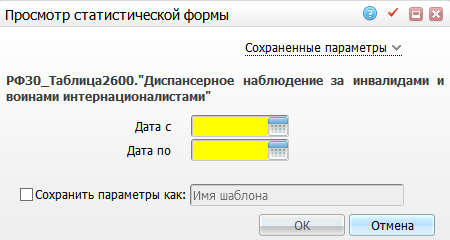 Просмотр статистической формы
Сохраненные параметры
РФ30_Таблица2600."Диспансерное наблюдение за инвалидами и
воинами интернационалистами"
Дата с
Дата по
Сохранить параметры как: Имя шаблона
OK Отмена